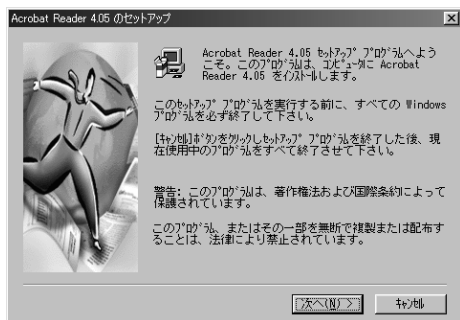 Acrobat Reader 4.05 のセットアップ
Acrobat Reader 4.05 ｾｯﾄｱｯﾌﾟ ﾌﾟﾛｸﾞﾗﾑへよう
こそ。このﾌﾟﾛｸﾞﾗﾑは、ｺﾝﾋﾟｭｰﾀに Acrobat
Reader 4.05 をｲﾝｽﾄｰﾙします。
このｾｯﾄｱｯﾌﾟ ﾌﾟﾛｸﾞﾗﾑを実行する前に、すべての Windows
ﾌﾟﾛｸﾞﾗﾑを必ず終了して下さい。
[ｷｬﾝｾﾙ]ﾎﾞﾀﾝをｸﾘｯｸしｾｯﾄｱｯﾌﾟ ﾌﾟﾛｸﾞﾗﾑを終了した後、現
在使用中のﾌﾟﾛｸﾞﾗﾑをすべて終了させて下さい。
警告: このﾌﾟﾛｸﾞﾗﾑは、著作権法および国際条約によって
保護されています。
このﾌﾟﾛｸﾞﾗﾑ、またはその一部を無断で複製または配布す
ることは、法律により禁止されています。
次へ(N) >
ｷｬﾝｾﾙ